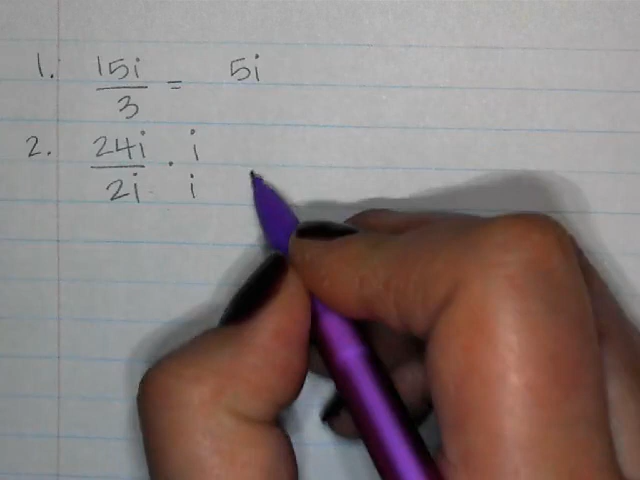 1. 15i/3 = 5i
2. 24i/2i · i/i